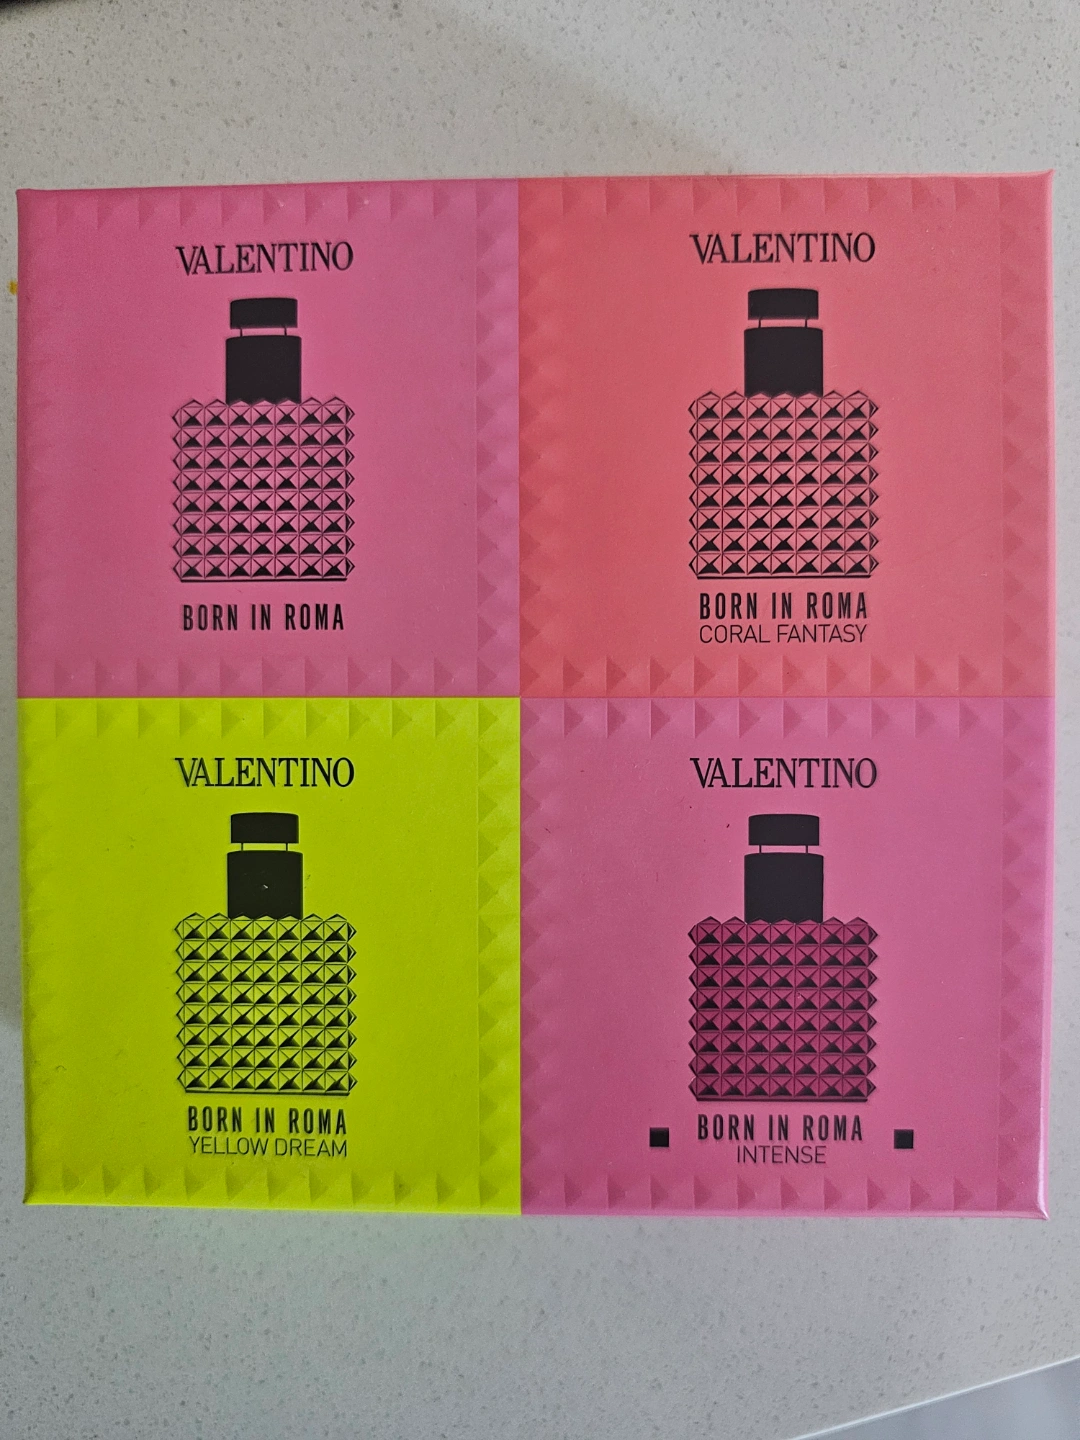 VALENTINO
BORN IN ROMA
VALENTINO
BORN IN ROMA
CORAL FANTASY
VALENTINO
BORN IN ROMA
YELLOW DREAM
VALENTINO
BORN IN ROMA
INTENSE